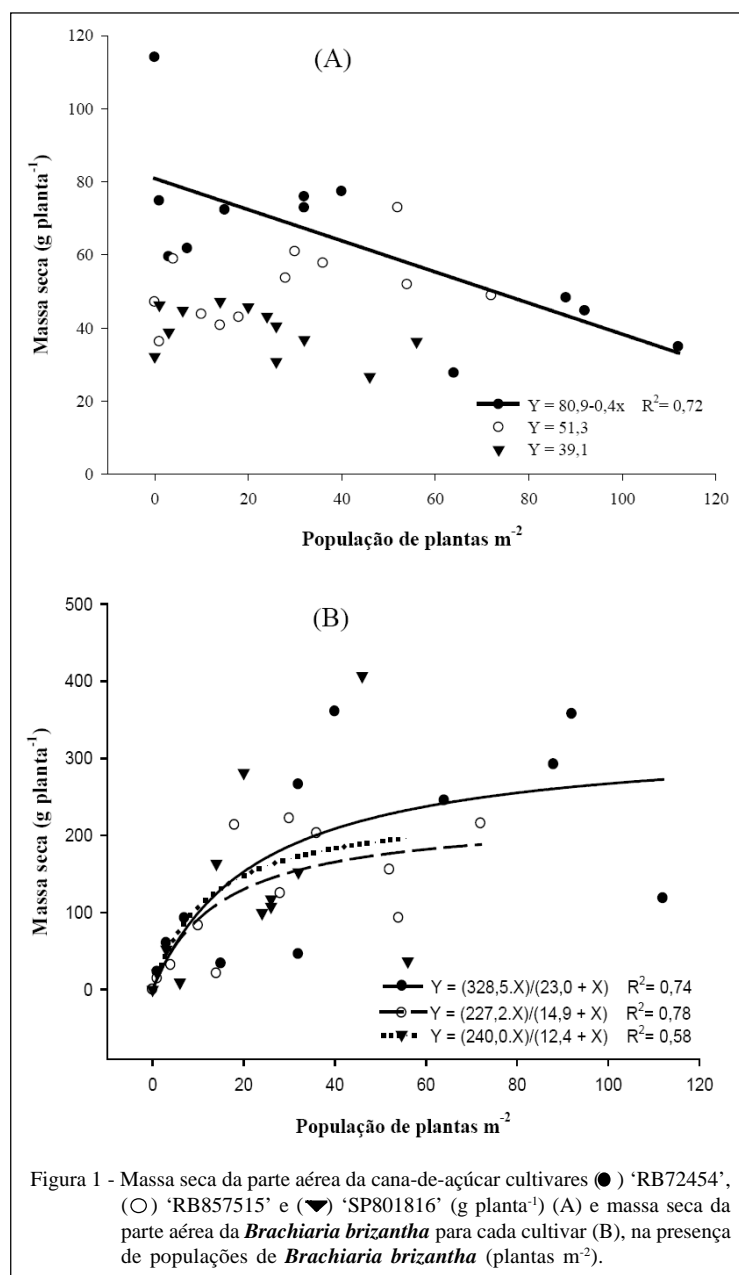 (A)
120
100
80
60
40
20
0
Massa seca (g planta⁻¹)
Y = 80,9-0,4x R²= 0,72
Y = 51,3
Y = 39,1
0 20 40 60 80 100 120
População de plantas m⁻²
(B)
500
400
300
200
100
0
Massa seca (g planta⁻¹)
Y = (328,5.X)/(23,0 + X) R²= 0,74
Y = (227,2.X)/(14,9 + X) R²= 0,78
Y = (240,0.X)/(12,4 + X) R²= 0,58
0 20 40 60 80 100 120
População de plantas m⁻²
Figura 1 - Massa seca da parte aérea da cana-de-açúcar cultivares (●) ‘RB72454’,
(○) ‘RB857515’ e (▼) ‘SP801816’ (g planta⁻¹) (A) e massa seca da
parte aérea da Brachiaria brizantha para cada cultivar (B), na presença
de populações de Brachiaria brizantha (plantas m⁻²).